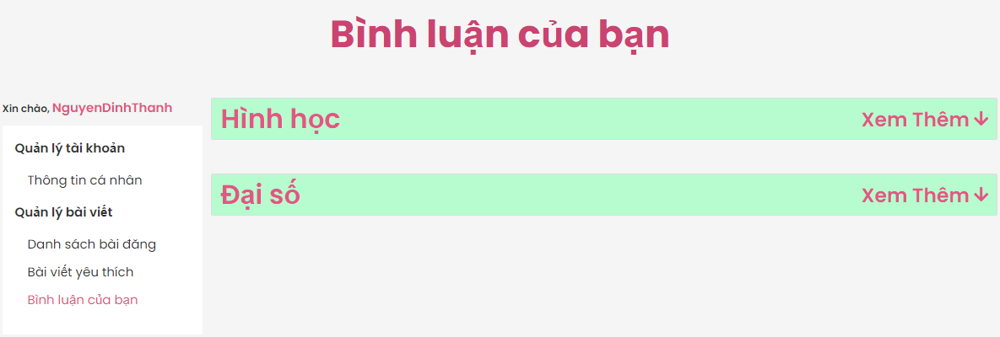 Bình luận của bạn
Xin chào, NguyenDinhThanh
Quản lý tài khoản
Thông tin cá nhân
Quản lý bài viết
Danh sách bài đăng
Bài viết yêu thích
Bình luận của bạn
Hình học
Xem Thêm ↓
Đại số
Xem Thêm ↓